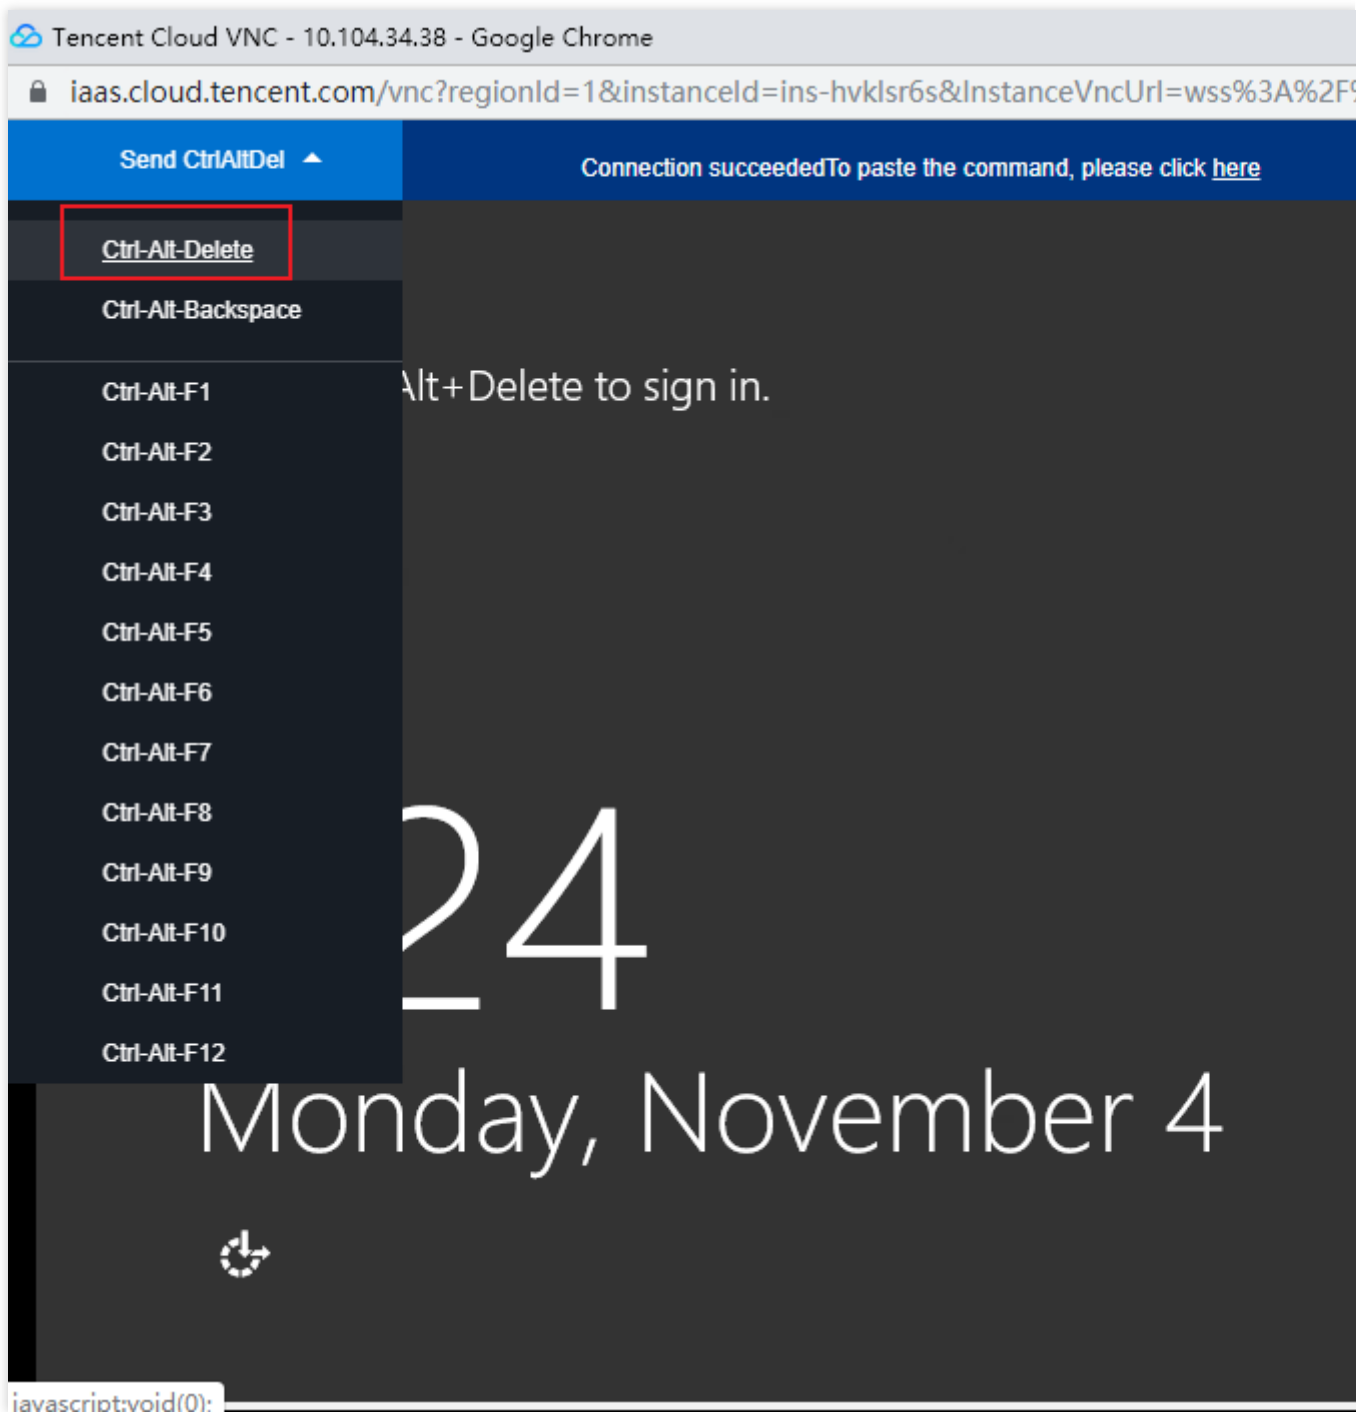 Tencent Cloud VNC - 10.104.34.38 - Google Chrome
iaas.cloud.tencent.com/vnc?regionId=1&instanceId=ins-hvklsr6s&InstanceVncUrl=wss%3A%2F%
Send CtrlAltDel
Connection succeededTo paste the command, please click here
Ctrl-Alt-Delete
Ctrl-Alt-Backspace
Ctrl-Alt-F1
Alt+Delete to sign in.
Ctrl-Alt-F2
Ctrl-Alt-F3
Ctrl-Alt-F4
Ctrl-Alt-F5
Ctrl-Alt-F6
Ctrl-Alt-F7
Ctrl-Alt-F8
Ctrl-Alt-F9
24
Ctrl-Alt-F10
Ctrl-Alt-F11
Ctrl-Alt-F12
Monday, November 4
javascript:void(0);